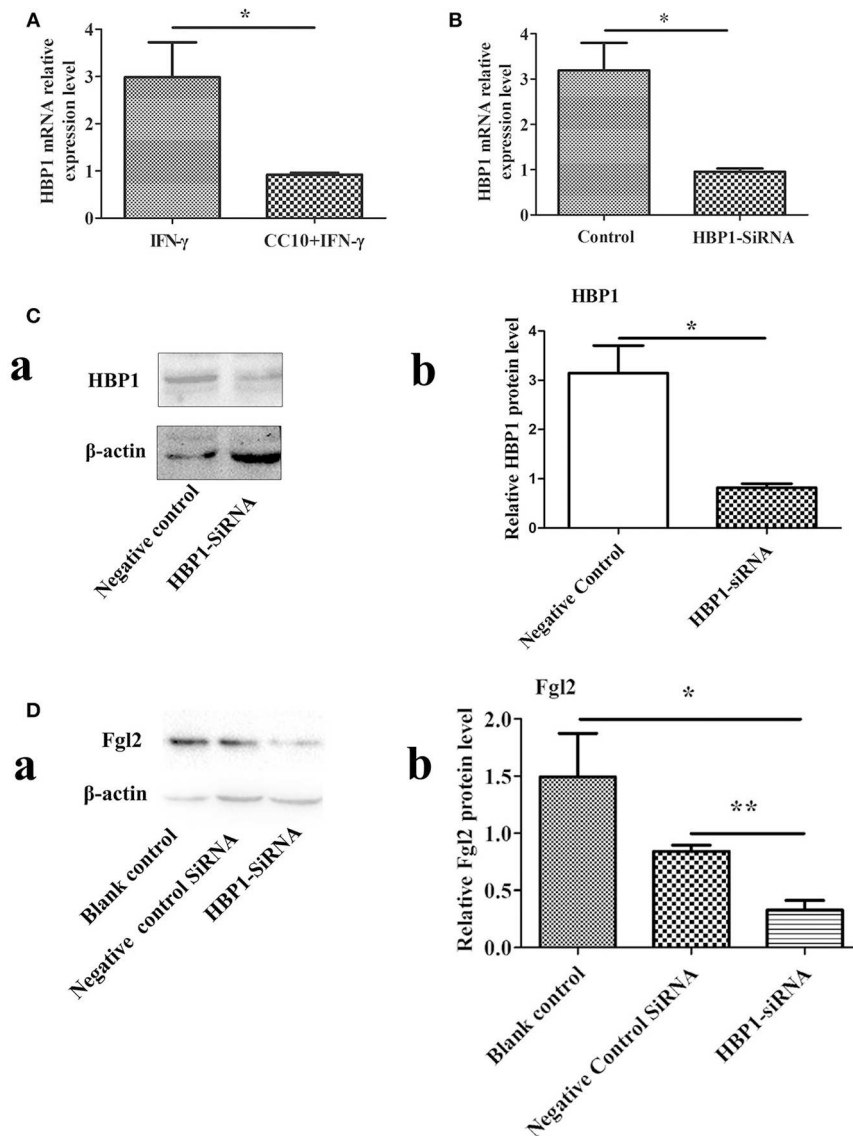 A
HBP1 mRNA relative
expression level
4
3
2
1
0
*
IFN-γ
CC10+IFN-γ
B
HBP1 mRNA relative
expression level
4
3
2
1
0
*
Control
HBP1-SiRNA
C
a
HBP1
β-actin
Negative control
HBP1-SiRNA
b
HBP1
Relative HBP1 protein level
4
3
2
1
0
*
Negative Control
HBP1-siRNA
D
a
Fgl2
β-actin
Blank control
Negative control SiRNA
HBP1-SiRNA
b
Fgl2
Relative Fgl2 protein level
2.0
1.5
1.0
0.5
0.0
*
**
Blank control
Negative Control SiRNA
HBP1-siRNA